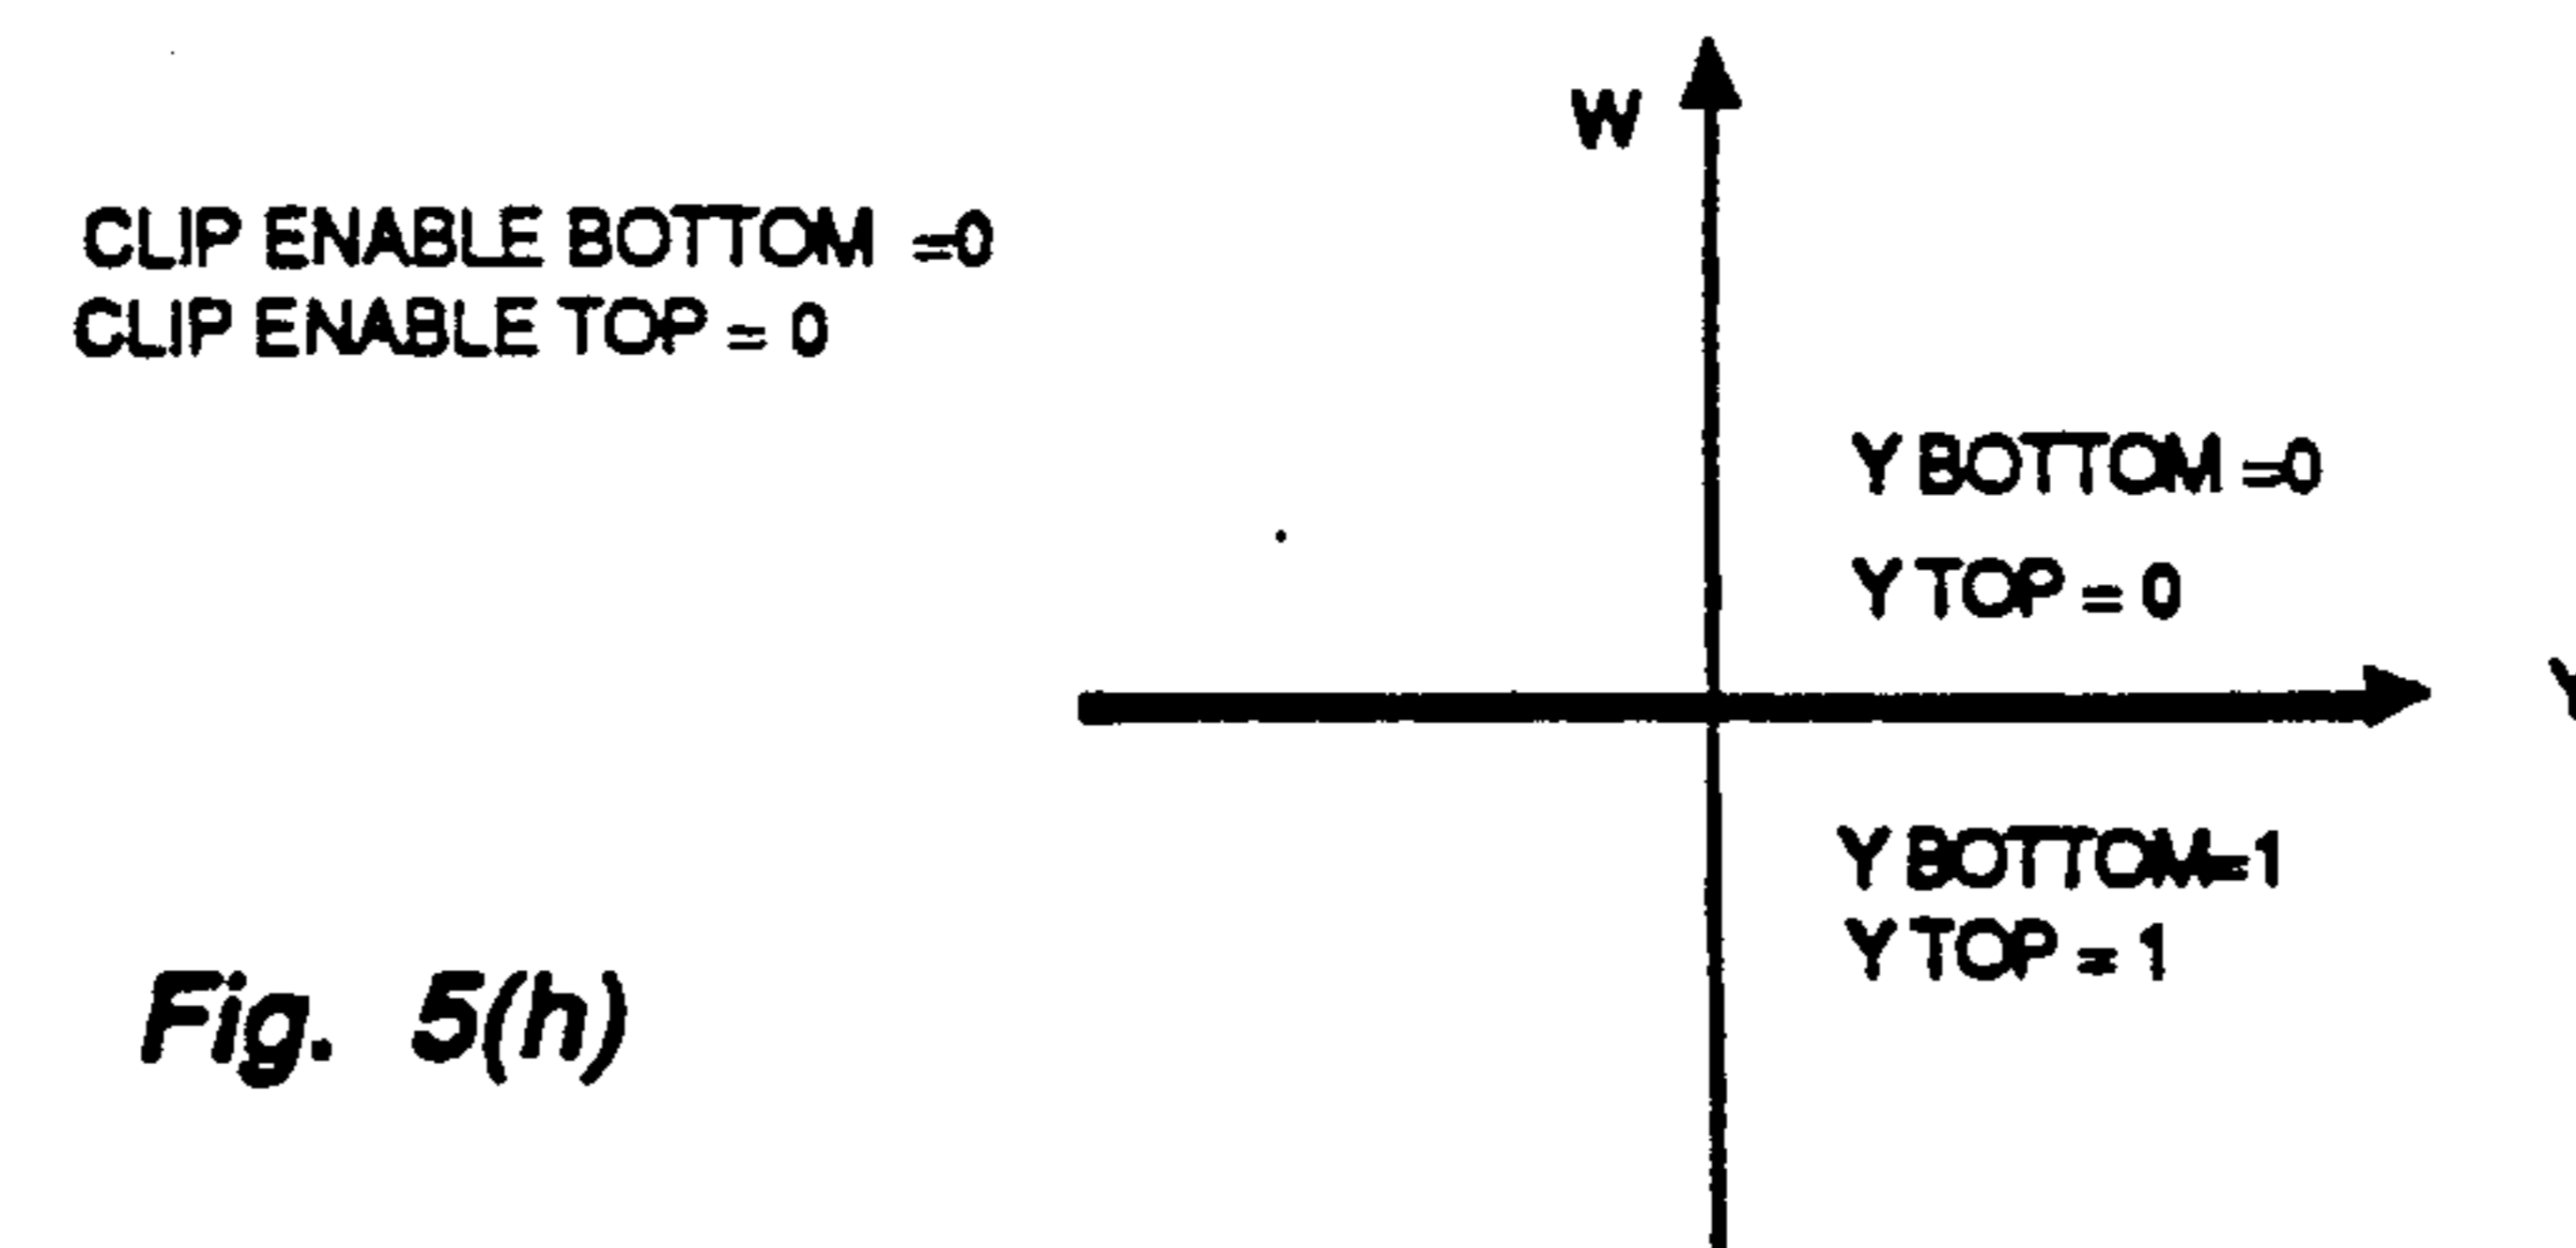 W
CLIP ENABLE BOTTOM =0
CLIP ENABLE TOP = 0
Y BOTTOM =0
Y TOP = 0
Y
Y BOTTOM=1
Y TOP = 1
Fig. 5(h)